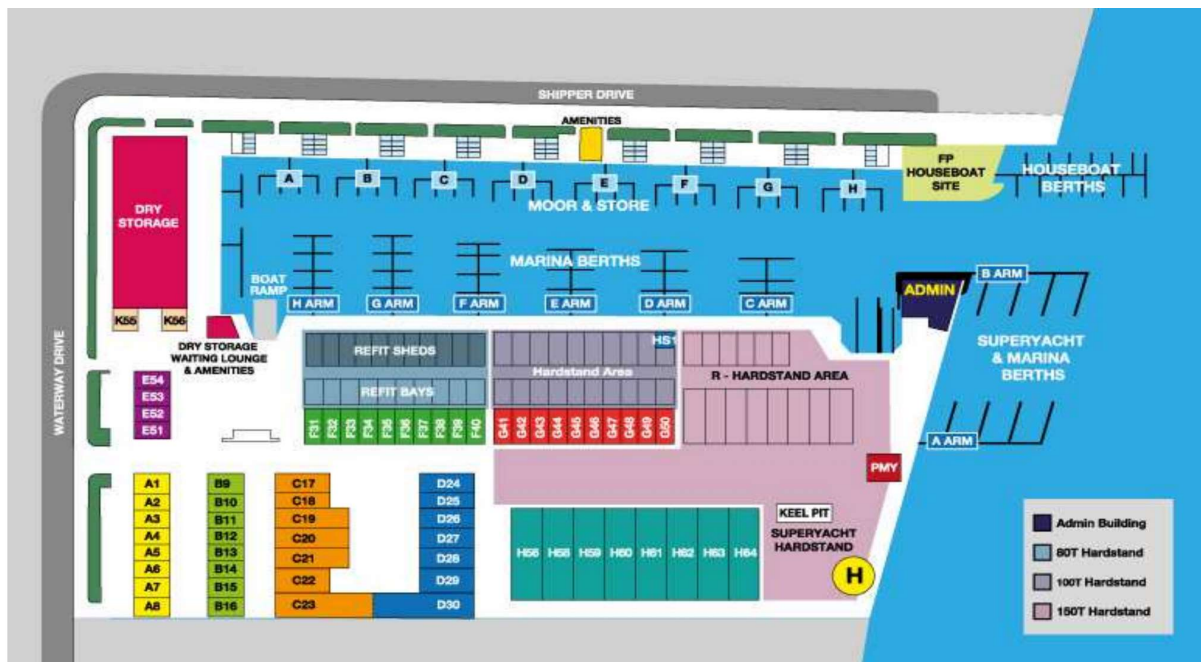 SHIPPER DRIVE
AMENITIES
FP
HOUSEBOAT
SITE
HOUSEBOAT
BERTHS
A
B
C
D
E
F
G
H
MOOR & STORE
DRY
STORAGE
MARINA BERTHS
BOAT
RAMP
H ARM
G ARM
F ARM
E ARM
D ARM
C ARM
ADMIN
B ARM
K55
K56
DRY STORAGE
WAITING LOUNGE
& AMENITIES
WATERWAY DRIVE
REFIT SHEDS
HS1
Hardstand Area
R - HARDSTAND AREA
SUPERYACHT
& MARINA
BERTHS
REFIT BAYS
E54
E53
E52
E51
F31
F32
F33
F34
F35
F36
F37
F38
F39
F40
G41
G42
G43
G44
G45
G46
G47
G48
G49
G50
A ARM
PMY
A1
A2
A3
A4
A5
A6
A7
A8
B9
B10
B11
B12
B13
B14
B15
B16
C17
C18
C19
C20
C21
C22
C23
D24
D25
D26
D27
D28
D29
D30
H56
H58
H59
H60
H61
H62
H63
H64
KEEL PIT
SUPERYACHT
HARDSTAND
H
Admin Building
80T Hardstand
100T Hardstand
150T Hardstand